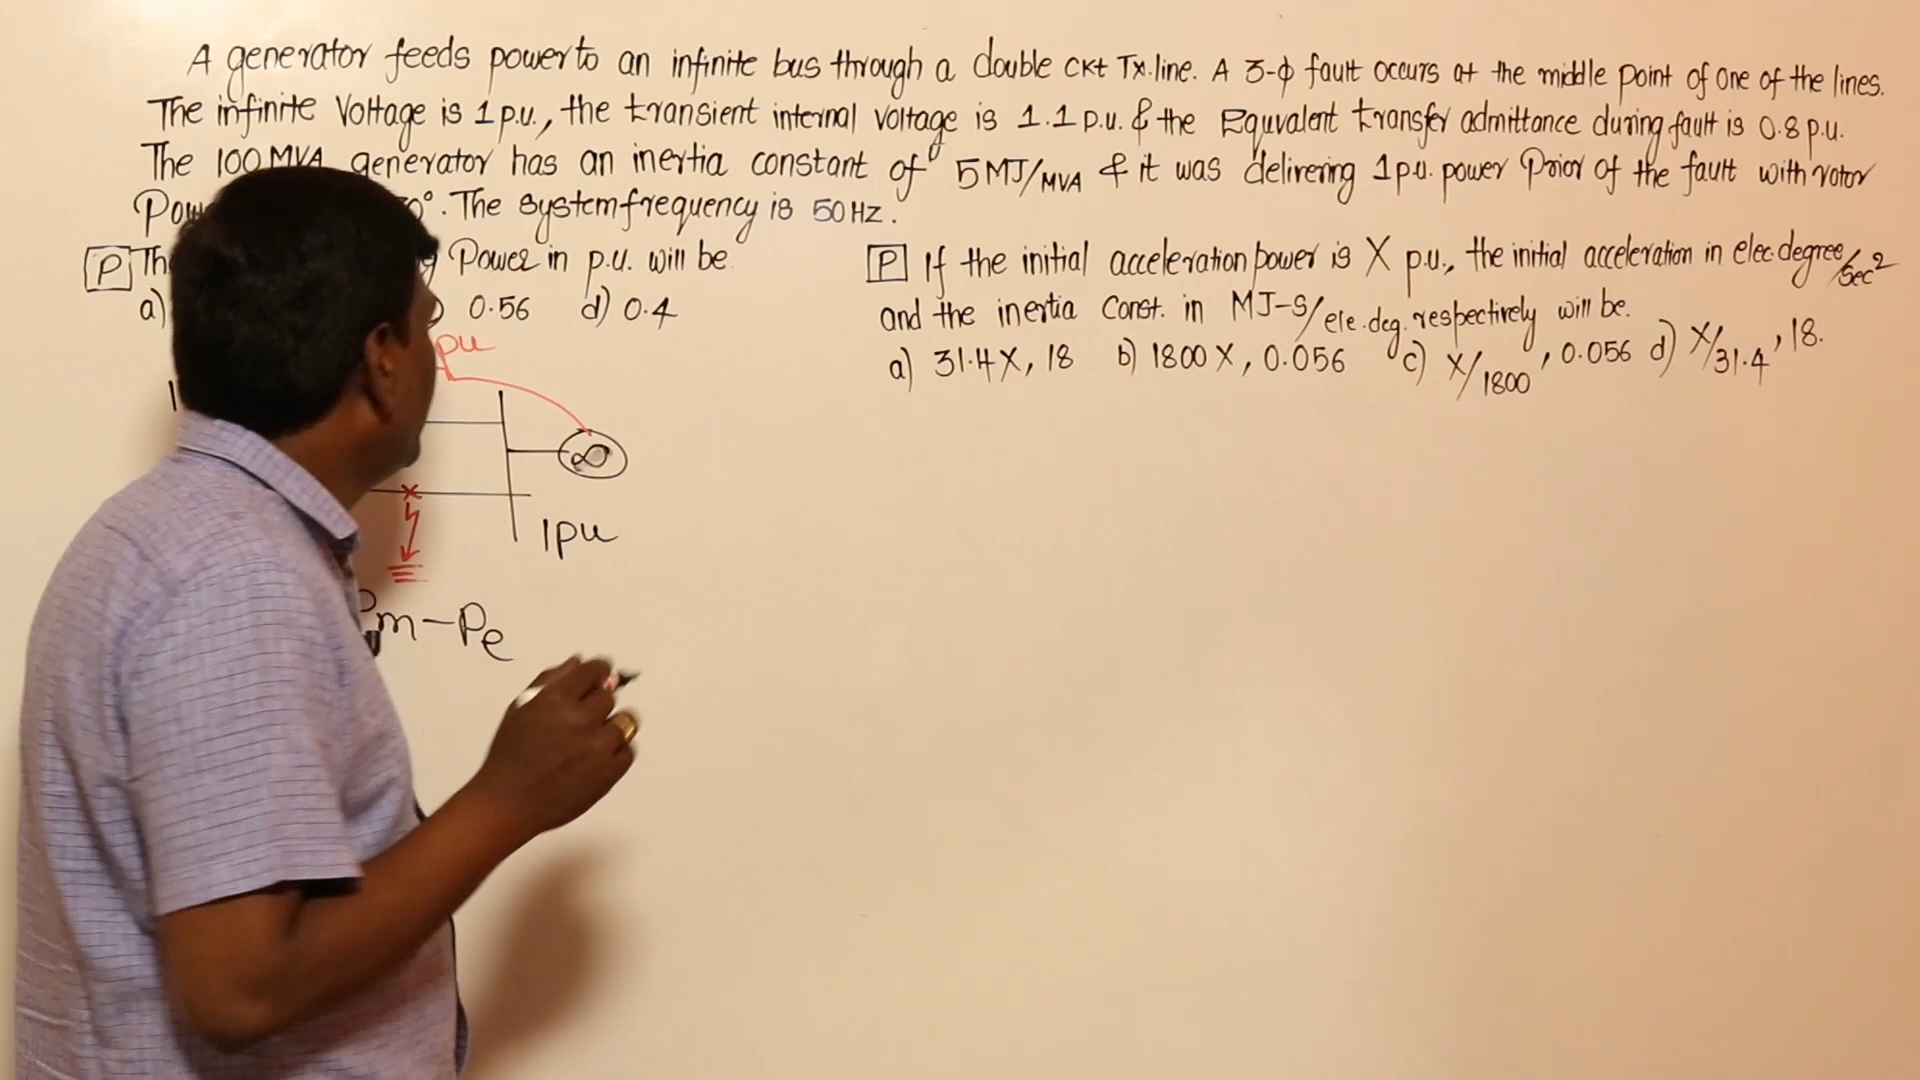 A generator feeds power to an infinite bus through a double ckt Tx.line. A 3-ϕ fault occurs at the middle point of one of the lines.
The infinite Voltage is 1 p.u., the transient internal voltage is 1.1 p.u. & the Equvalent transfer admittance during fault is 0.8 p.u.
The 100 MVA generator has an inertia constant of 5 MJ/MVA & it was delivering 1 p.u. power Prior of the fault with rotor
Pow 0°. The system frequency is 50 Hz.
P Th g Power in p.u. will be
a) 0.56 d) 0.4
P If the initial acceleration power is X p.u., the initial acceleration in elec.degree/sec²
and the inertia Const. in MJ-S/ele.deg. respectively will be.
a) 31.4X, 18 b) 1800X, 0.056 c) X/1800, 0.056 d) X/31.4, 18.
pu
∞
1pu
Pm-Pe